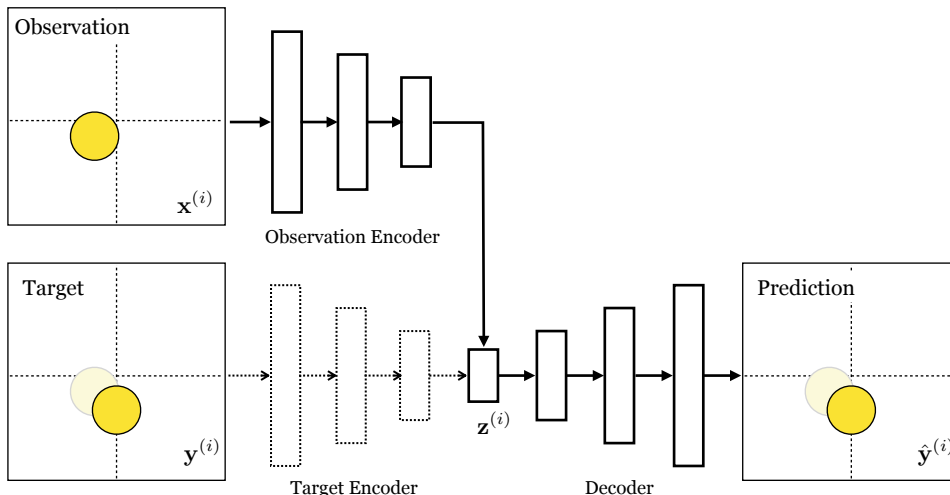 Observation
𝐱^(i)
Observation Encoder
Target
𝐲^(i)
Target Encoder
𝐳^(i)
Decoder
Prediction
ŷ^(i)